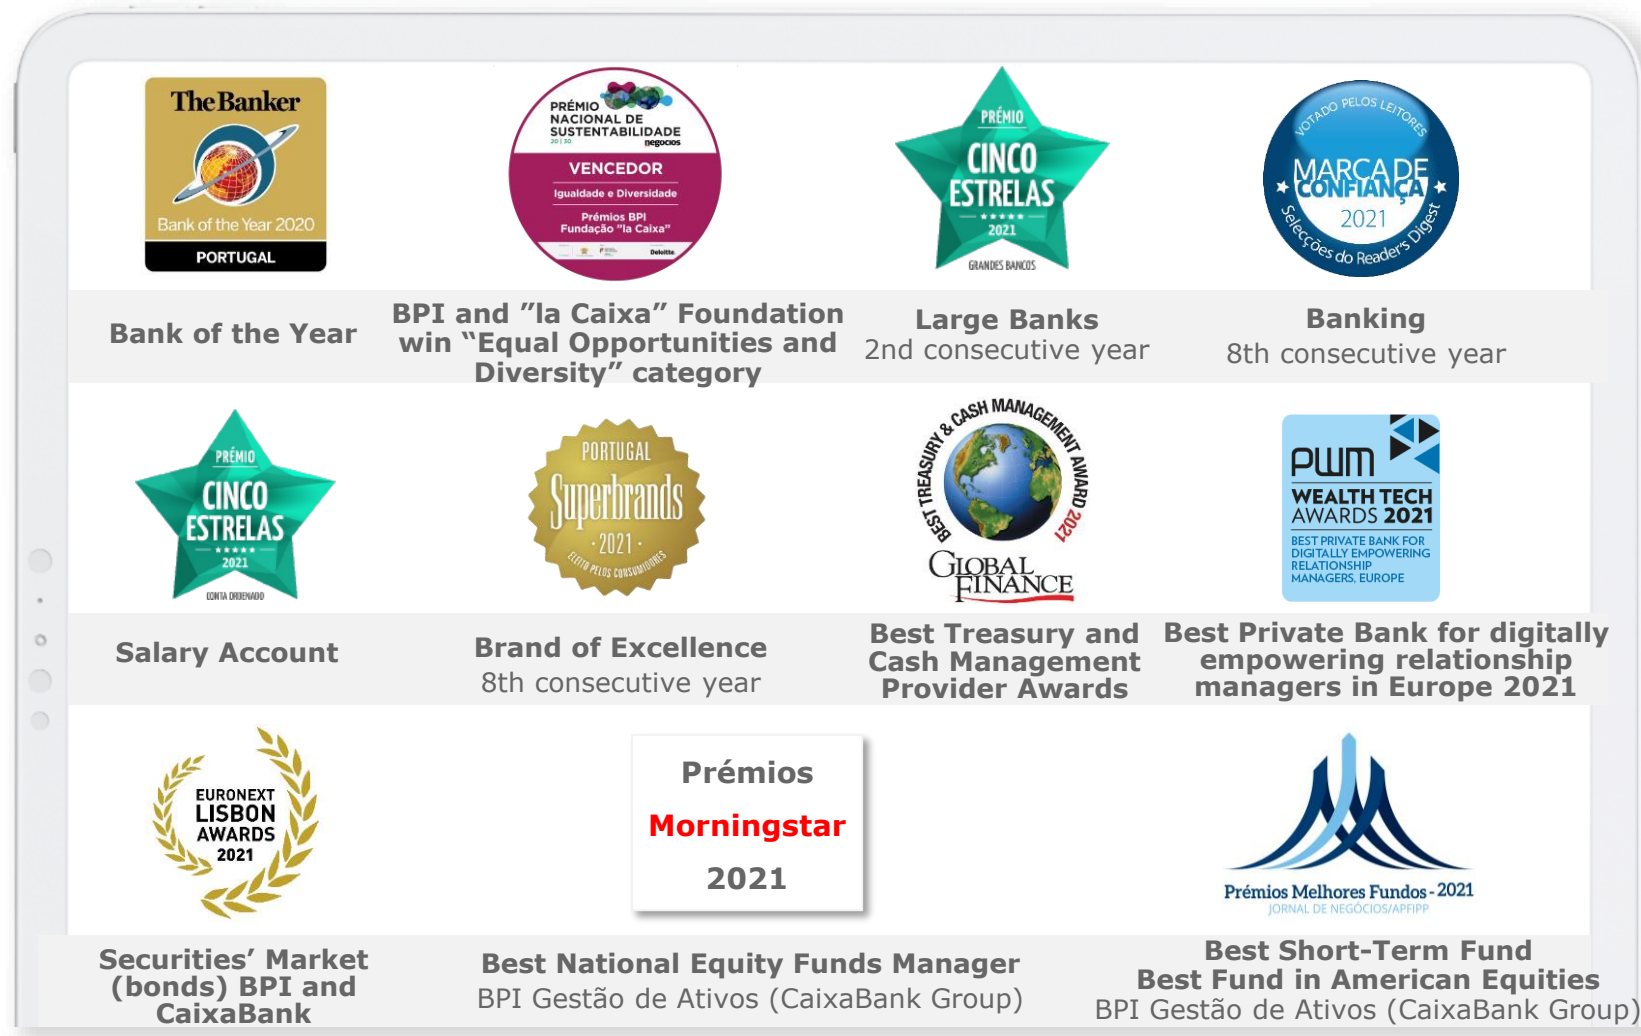 The Banker
Bank of the Year 2020
PORTUGAL
PRÉMIO
NACIONAL DE
SUSTENTABILIDADE
20 | 30
negocios
VENCEDOR
Igualdade e Diversidade
Prémios BPI
Fundação "la Caixa"
Deloitte
PRÉMIO
CINCO
ESTRELAS
2021
GRANDES BANCOS
VOTADO PELOS LEITORES
MARCA DE
CONFIANÇA
2021
Selecções do Reader's Digest
Bank of the Year
BPI and ”la Caixa” Foundation
win “Equal Opportunities and
Diversity” category
Large Banks
2nd consecutive year
Banking
8th consecutive year
PRÉMIO
CINCO
ESTRELAS
2021
CONTA ORDENADO
PORTUGAL
Superbrands
· 2021 ·
ELEITO PELOS CONSUMIDORES
BEST TREASURY & CASH MANAGEMENT AWARD 2021
GLOBAL
FINANCE
PWM
WEALTH TECH
AWARDS 2021
BEST PRIVATE BANK FOR
DIGITALLY EMPOWERING
RELATIONSHIP
MANAGERS, EUROPE
Salary Account
Brand of Excellence
8th consecutive year
Best Treasury and
Cash Management
Provider Awards
Best Private Bank for digitally
empowering relationship
managers in Europe 2021
EURONEXT
LISBON
AWARDS
2021
Prémios
Morningstar
2021
Prémios Melhores Fundos - 2021
JORNAL DE NEGÓCIOS/APFIPP
Securities’ Market
(bonds) BPI and
CaixaBank
Best National Equity Funds Manager
BPI Gestão de Ativos (CaixaBank Group)
Best Short-Term Fund
Best Fund in American Equities
BPI Gestão de Ativos (CaixaBank Group)